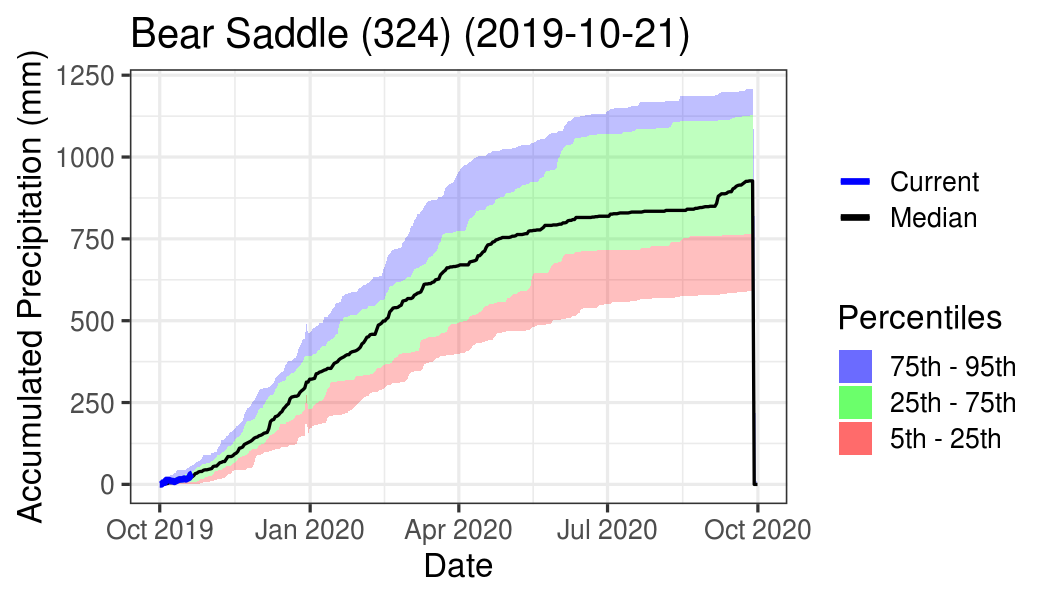 Bear Saddle (324) (2019-10-21)
Accumulated Precipitation (mm)
1250
1000
750
500
250
0
Oct 2019
Jan 2020
Apr 2020
Jul 2020
Oct 2020
Date
Current
Median
Percentiles
75th - 95th
25th - 75th
5th - 25th